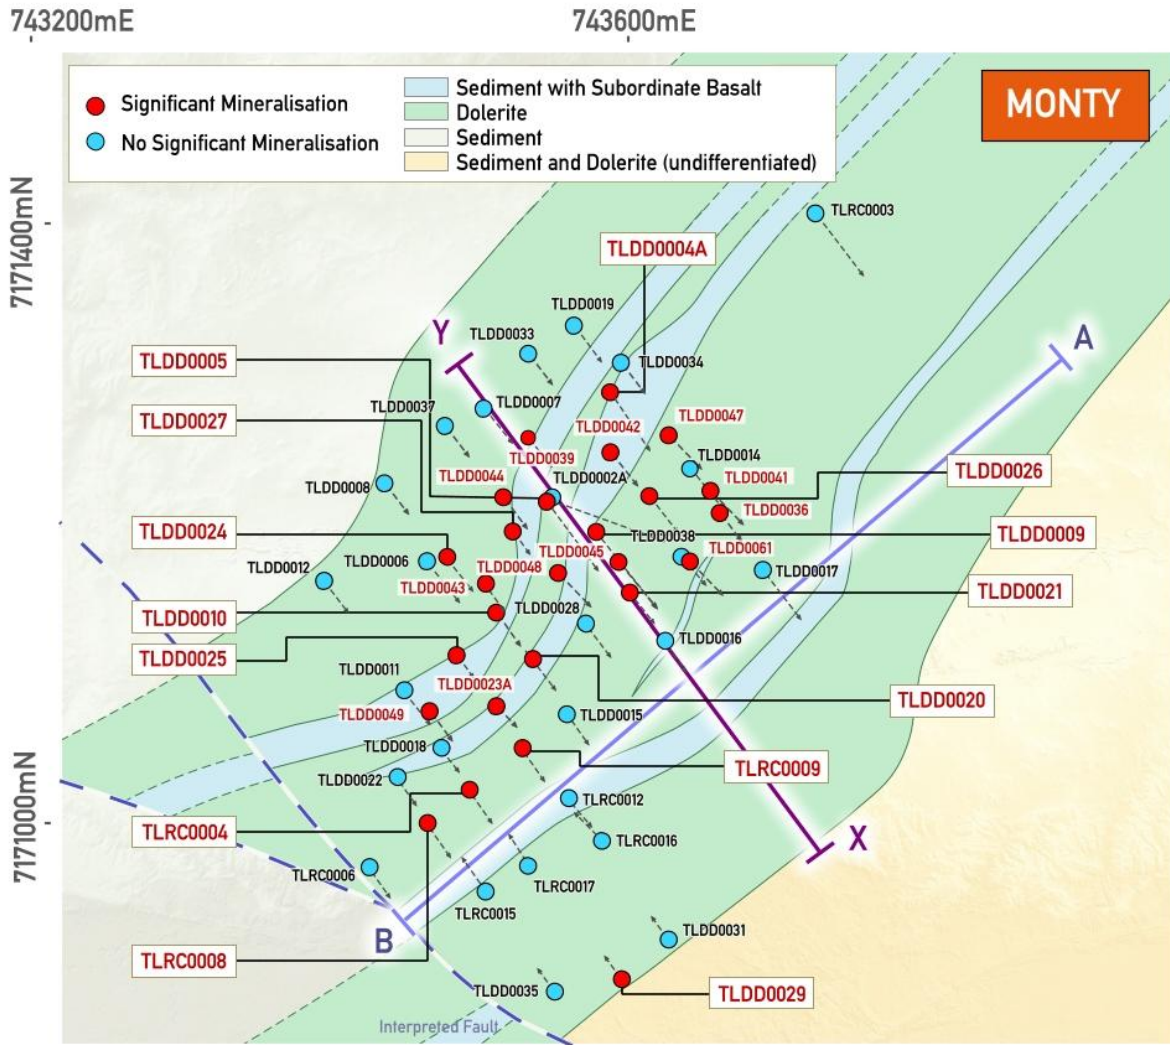 743200mE
743600mE
Significant Mineralisation
No Significant Mineralisation
Sediment with Subordinate Basalt
Dolerite
Sediment
Sediment and Dolerite (undifferentiated)
MONTY
7171400mN
TLRC0003
TLDD0004A
TLDD0019
TLDD0033
TLDD0034
Y
A
TLDD0005
TLDD0007
TLDD0037
TLDD0027
TLDD0042
TLDD0047
TLDD0039
TLDD0014
TLDD0044
TLDD0002A
TLDD0041
TLDD0026
TLDD0008
TLDD0036
TLDD0024
TLDD0038
TLDD0009
TLDD0045
TLDD0061
TLDD0006
TLDD0012
TLDD0048
TLDD0017
TLDD0043
TLDD0021
TLDD0010
TLDD0028
TLDD0016
TLDD0025
TLDD0011
TLDD0023A
TLDD0020
TLDD0049
TLDD0015
TLDD0018
TLRC0009
TLDD0022
TLRC0012
7171000mN
TLRC0004
TLRC0016
X
TLRC0006
TLRC0017
TLRC0015
B
TLDD0031
TLRC0008
TLDD0035
TLDD0029
Interpreted Fault